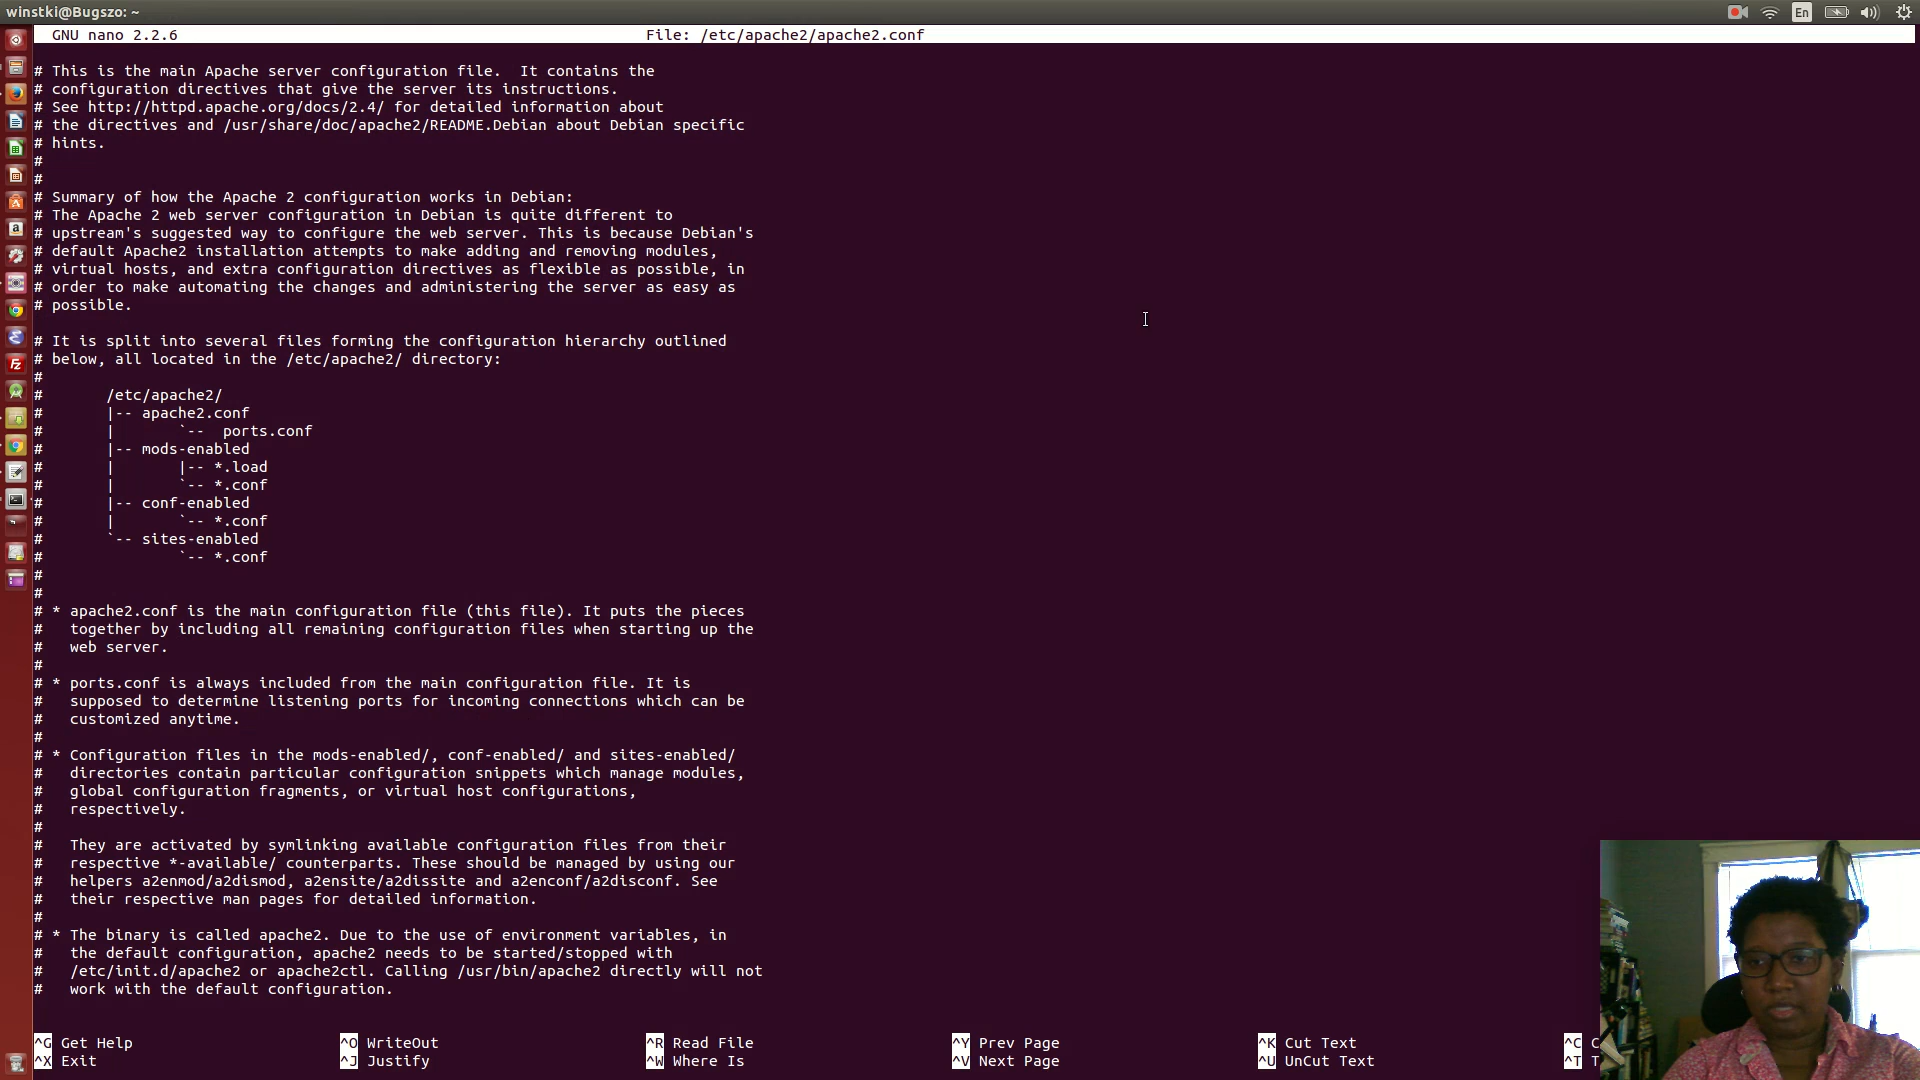 winstki@Bugszo: ~
En
GNU nano 2.2.6 File: /etc/apache2/apache2.conf
# This is the main Apache server configuration file.  It contains the
# configuration directives that give the server its instructions.
# See http://httpd.apache.org/docs/2.4/ for detailed information about
# the directives and /usr/share/doc/apache2/README.Debian about Debian specific
# hints.
#
#
# Summary of how the Apache 2 configuration works in Debian:
# The Apache 2 web server configuration in Debian is quite different to
# upstream's suggested way to configure the web server. This is because Debian's
# default Apache2 installation attempts to make adding and removing modules,
# virtual hosts, and extra configuration directives as flexible as possible, in
# order to make automating the changes and administering the server as easy as
# possible.
# It is split into several files forming the configuration hierarchy outlined
# below, all located in the /etc/apache2/ directory:
#
#       /etc/apache2/
#       |-- apache2.conf
#       |       `--  ports.conf
#       |-- mods-enabled
#       |       |-- *.load
#       |       `-- *.conf
#       |-- conf-enabled
#       |       `-- *.conf
#       `-- sites-enabled
#               `-- *.conf
#
#
# * apache2.conf is the main configuration file (this file). It puts the pieces
#   together by including all remaining configuration files when starting up the
#   web server.
#
# * ports.conf is always included from the main configuration file. It is
#   supposed to determine listening ports for incoming connections which can be
#   customized anytime.
#
# * Configuration files in the mods-enabled/, conf-enabled/ and sites-enabled/
#   directories contain particular configuration snippets which manage modules,
#   global configuration fragments, or virtual host configurations,
#   respectively.
#
#   They are activated by symlinking available configuration files from their
#   respective *-available/ counterparts. These should be managed by using our
#   helpers a2enmod/a2dismod, a2ensite/a2dissite and a2enconf/a2disconf. See
#   their respective man pages for detailed information.
#
# * The binary is called apache2. Due to the use of environment variables, in
#   the default configuration, apache2 needs to be started/stopped with
#   /etc/init.d/apache2 or apache2ctl. Calling /usr/bin/apache2 directly will not
#   work with the default configuration.
^G Get Help ^O WriteOut ^R Read File ^Y Prev Page ^K Cut Text ^C
^X Exit ^J Justify ^W Where Is ^V Next Page ^U UnCut Text ^T